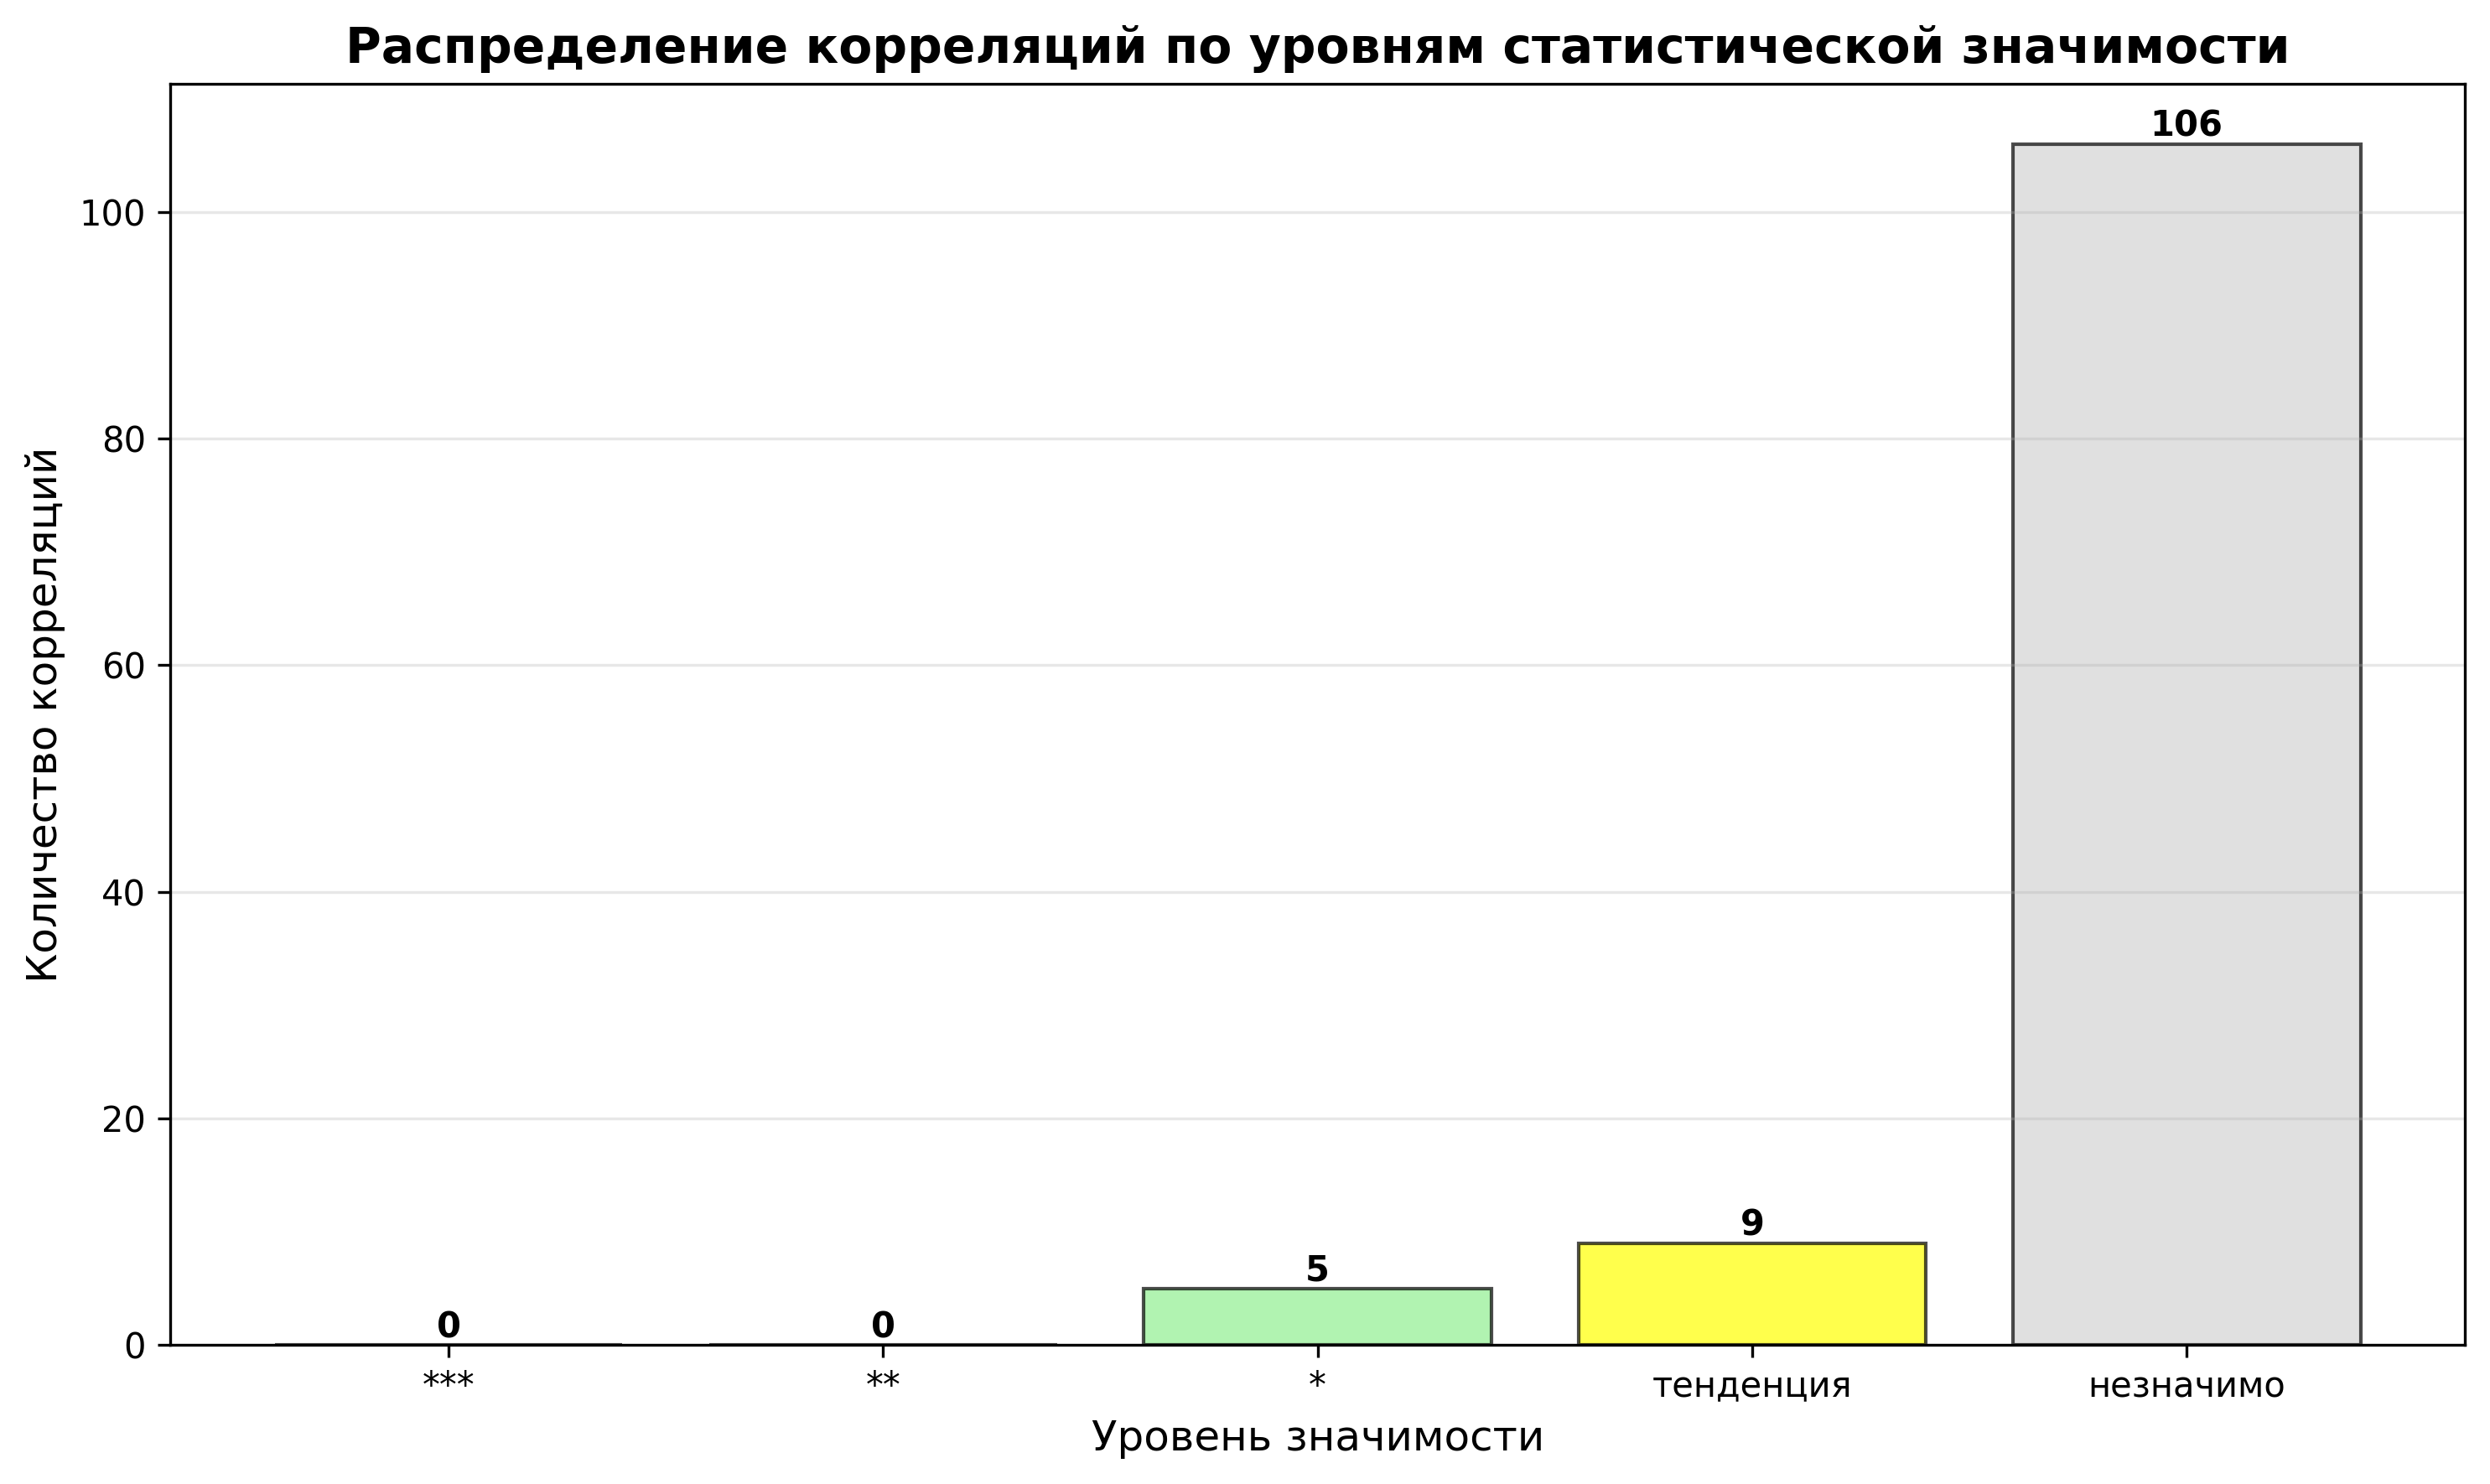 Распределение корреляций по уровням статистической значимости
Количество корреляций
100
80
60
40
20
0
0
0
5
9
106
***
**
*
тенденция
незначимо
Уровень значимости